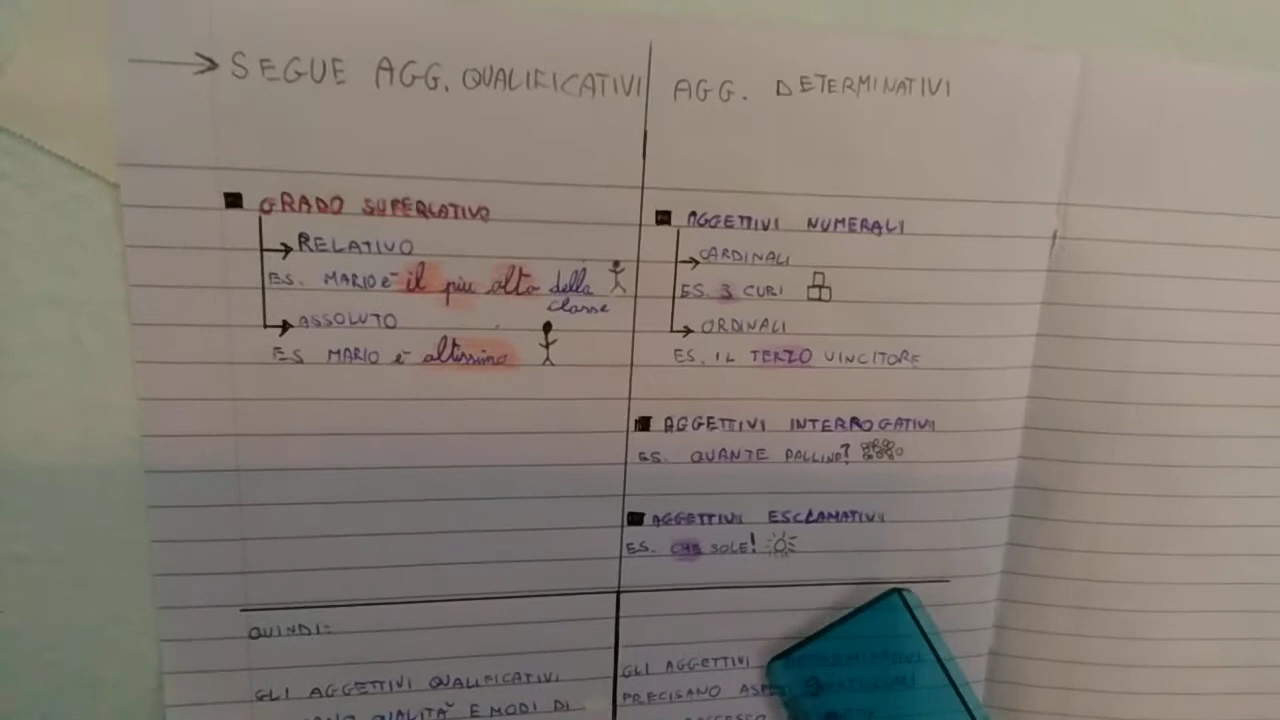 SEGUE AGG. QUALIFICATIVI
GRADO SUPERLATIVO
RELATIVO
ES. MARIO è il più alto della
classe
ASSOLUTO
ES MARIO è altissimo
AGG. DETERMINATIVI
AGGETTIVI NUMERALI
CARDINALI
ES. 3 CUBI
ORDINALI
ES. IL TERZO VINCITORE
AGGETTIVI INTERROGATIVI
ES. QUANTE PALLINE?
AGGETTIVI ESCLAMATIVI
ES. CHE SOLE!
QUINDI:
GLI AGGETTIVI QUALIFICATIVI
QUALITÀ E MODI DI
GLI AGGETTIVI
PRECISANO